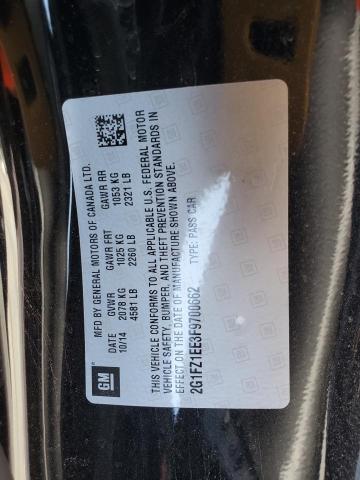 GM
MFD BY GENERAL MOTORS OF CANADA LTD.
DATE GVWR GAWR FRT GAWR RR
10/14 2078 KG 1025 KG 1053 KG
4581 LB 2260 LB 2321 LB
THIS VEHICLE CONFORMS TO ALL APPLICABLE U.S. FEDERAL MOTOR
VEHICLE SAFETY, BUMPER, AND THEFT PREVENTION STANDARDS IN
EFFECT ON THE DATE OF MANUFACTURE SHOWN ABOVE.
2G1FZ1EE3F9700662 TYPE: PASS CAR